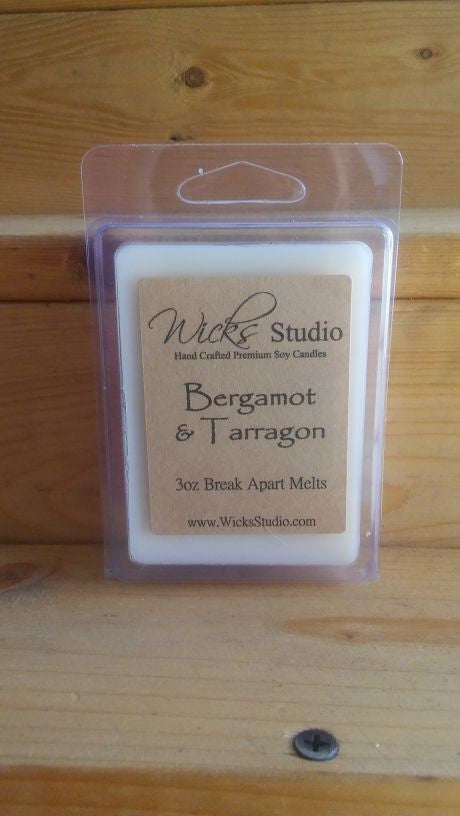 Wicks Studio
Hand Crafted Premium Soy Candles
Bergamot
& Tarragon
3oz Break Apart Melts
www.WicksStudio.com